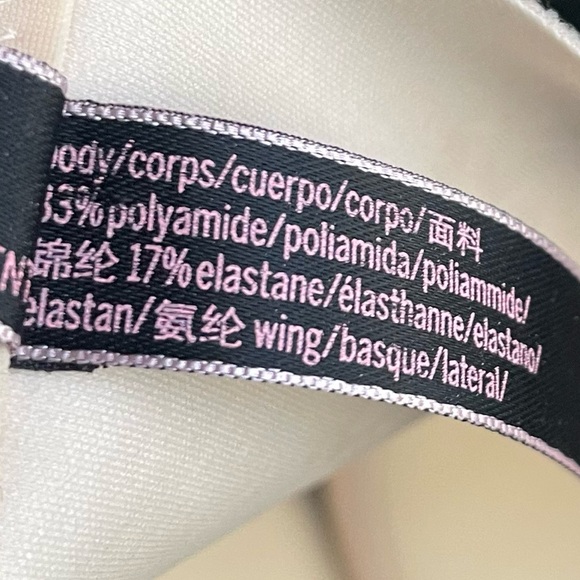 body/corps/cuerpo/corpo/面料
83%polyamide/poliamida/poliammide/
锦纶 17%elastane/élasthanne/elastano/
elastan/氨纶 wing/basque/lateral/